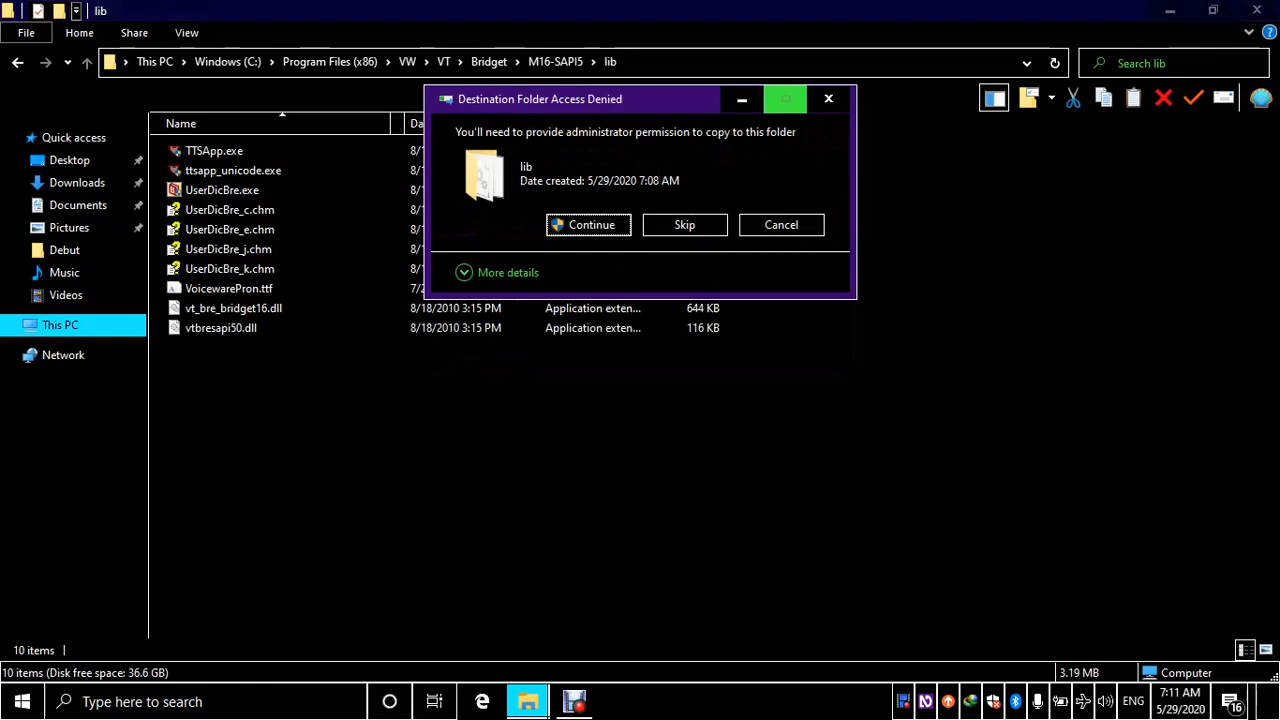 lib
File Home Share View
This PC Windows (C:) Program Files (x86) VW VT Bridget M16-SAPI5 lib
Search lib
Destination Folder Access Denied
You'll need to provide administrator permission to copy to this folder
lib
Date created: 5/29/2020 7:08 AM
Continue Skip Cancel
More details
Quick access
Desktop
Downloads
Documents
Pictures
Debut
Music
Videos
This PC
Network
Name
TTSApp.exe
ttsapp_unicode.exe
UserDicBre.exe
UserDicBre_c.chm
UserDicBre_e.chm
UserDicBre_j.chm
UserDicBre_k.chm
VoicewarePron.ttf
vt_bre_bridget16.dll 8/18/2010 3:15 PM Application exten... 644 KB
vtbresapi50.dll 8/18/2010 3:15 PM Application exten... 116 KB
10 items
10 items (Disk free space: 36.6 GB) 3.19 MB Computer
Type here to search
ENG
7:11 AM
5/29/2020
16